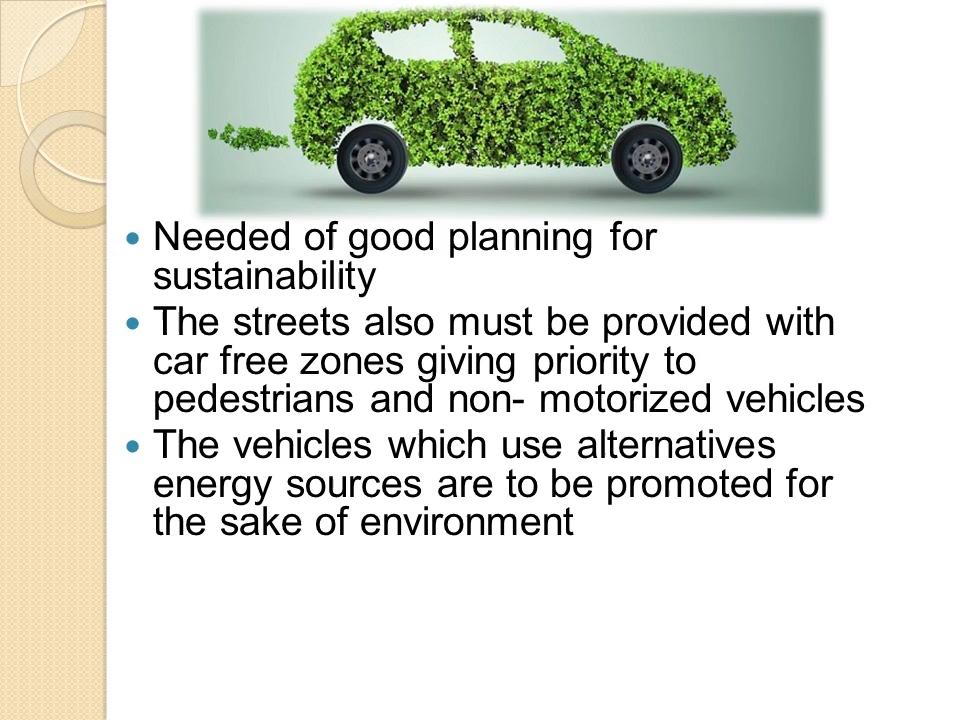 Needed of good planning for
sustainability
The streets also must be provided with
car free zones giving priority to
pedestrians and non- motorized vehicles
The vehicles which use alternatives
energy sources are to be promoted for
the sake of environment